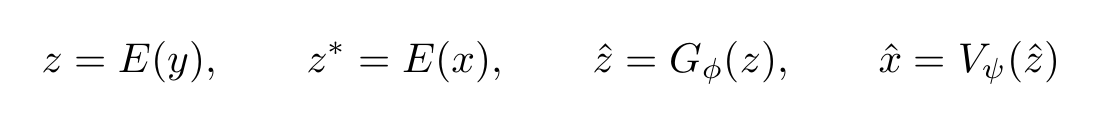 z = E(y), z* = E(x), ẑ = G_ϕ(z), x̂ = V_ψ(ẑ)